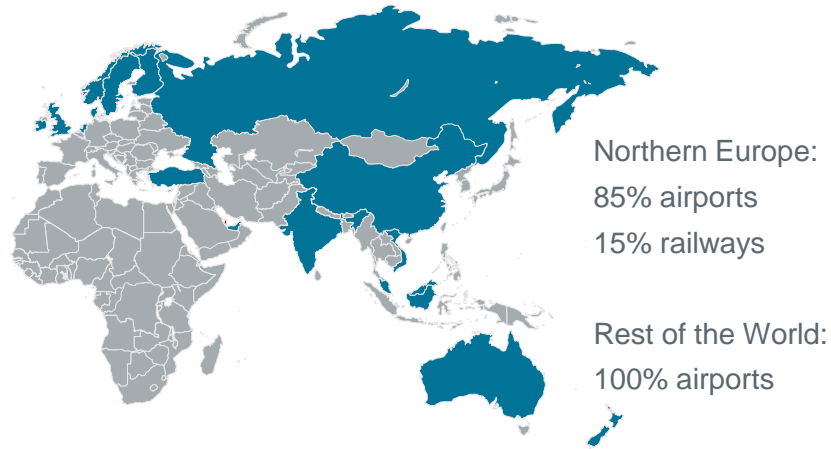 Northern Europe:
85% airports
15% railways
Rest of the World:
100% airports